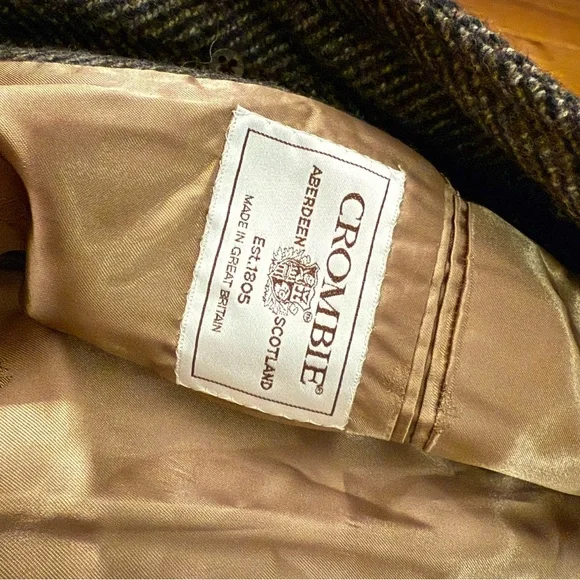 CROMBIE®
ABERDEEN SCOTLAND
Est.1805
MADE IN GREAT BRITAIN